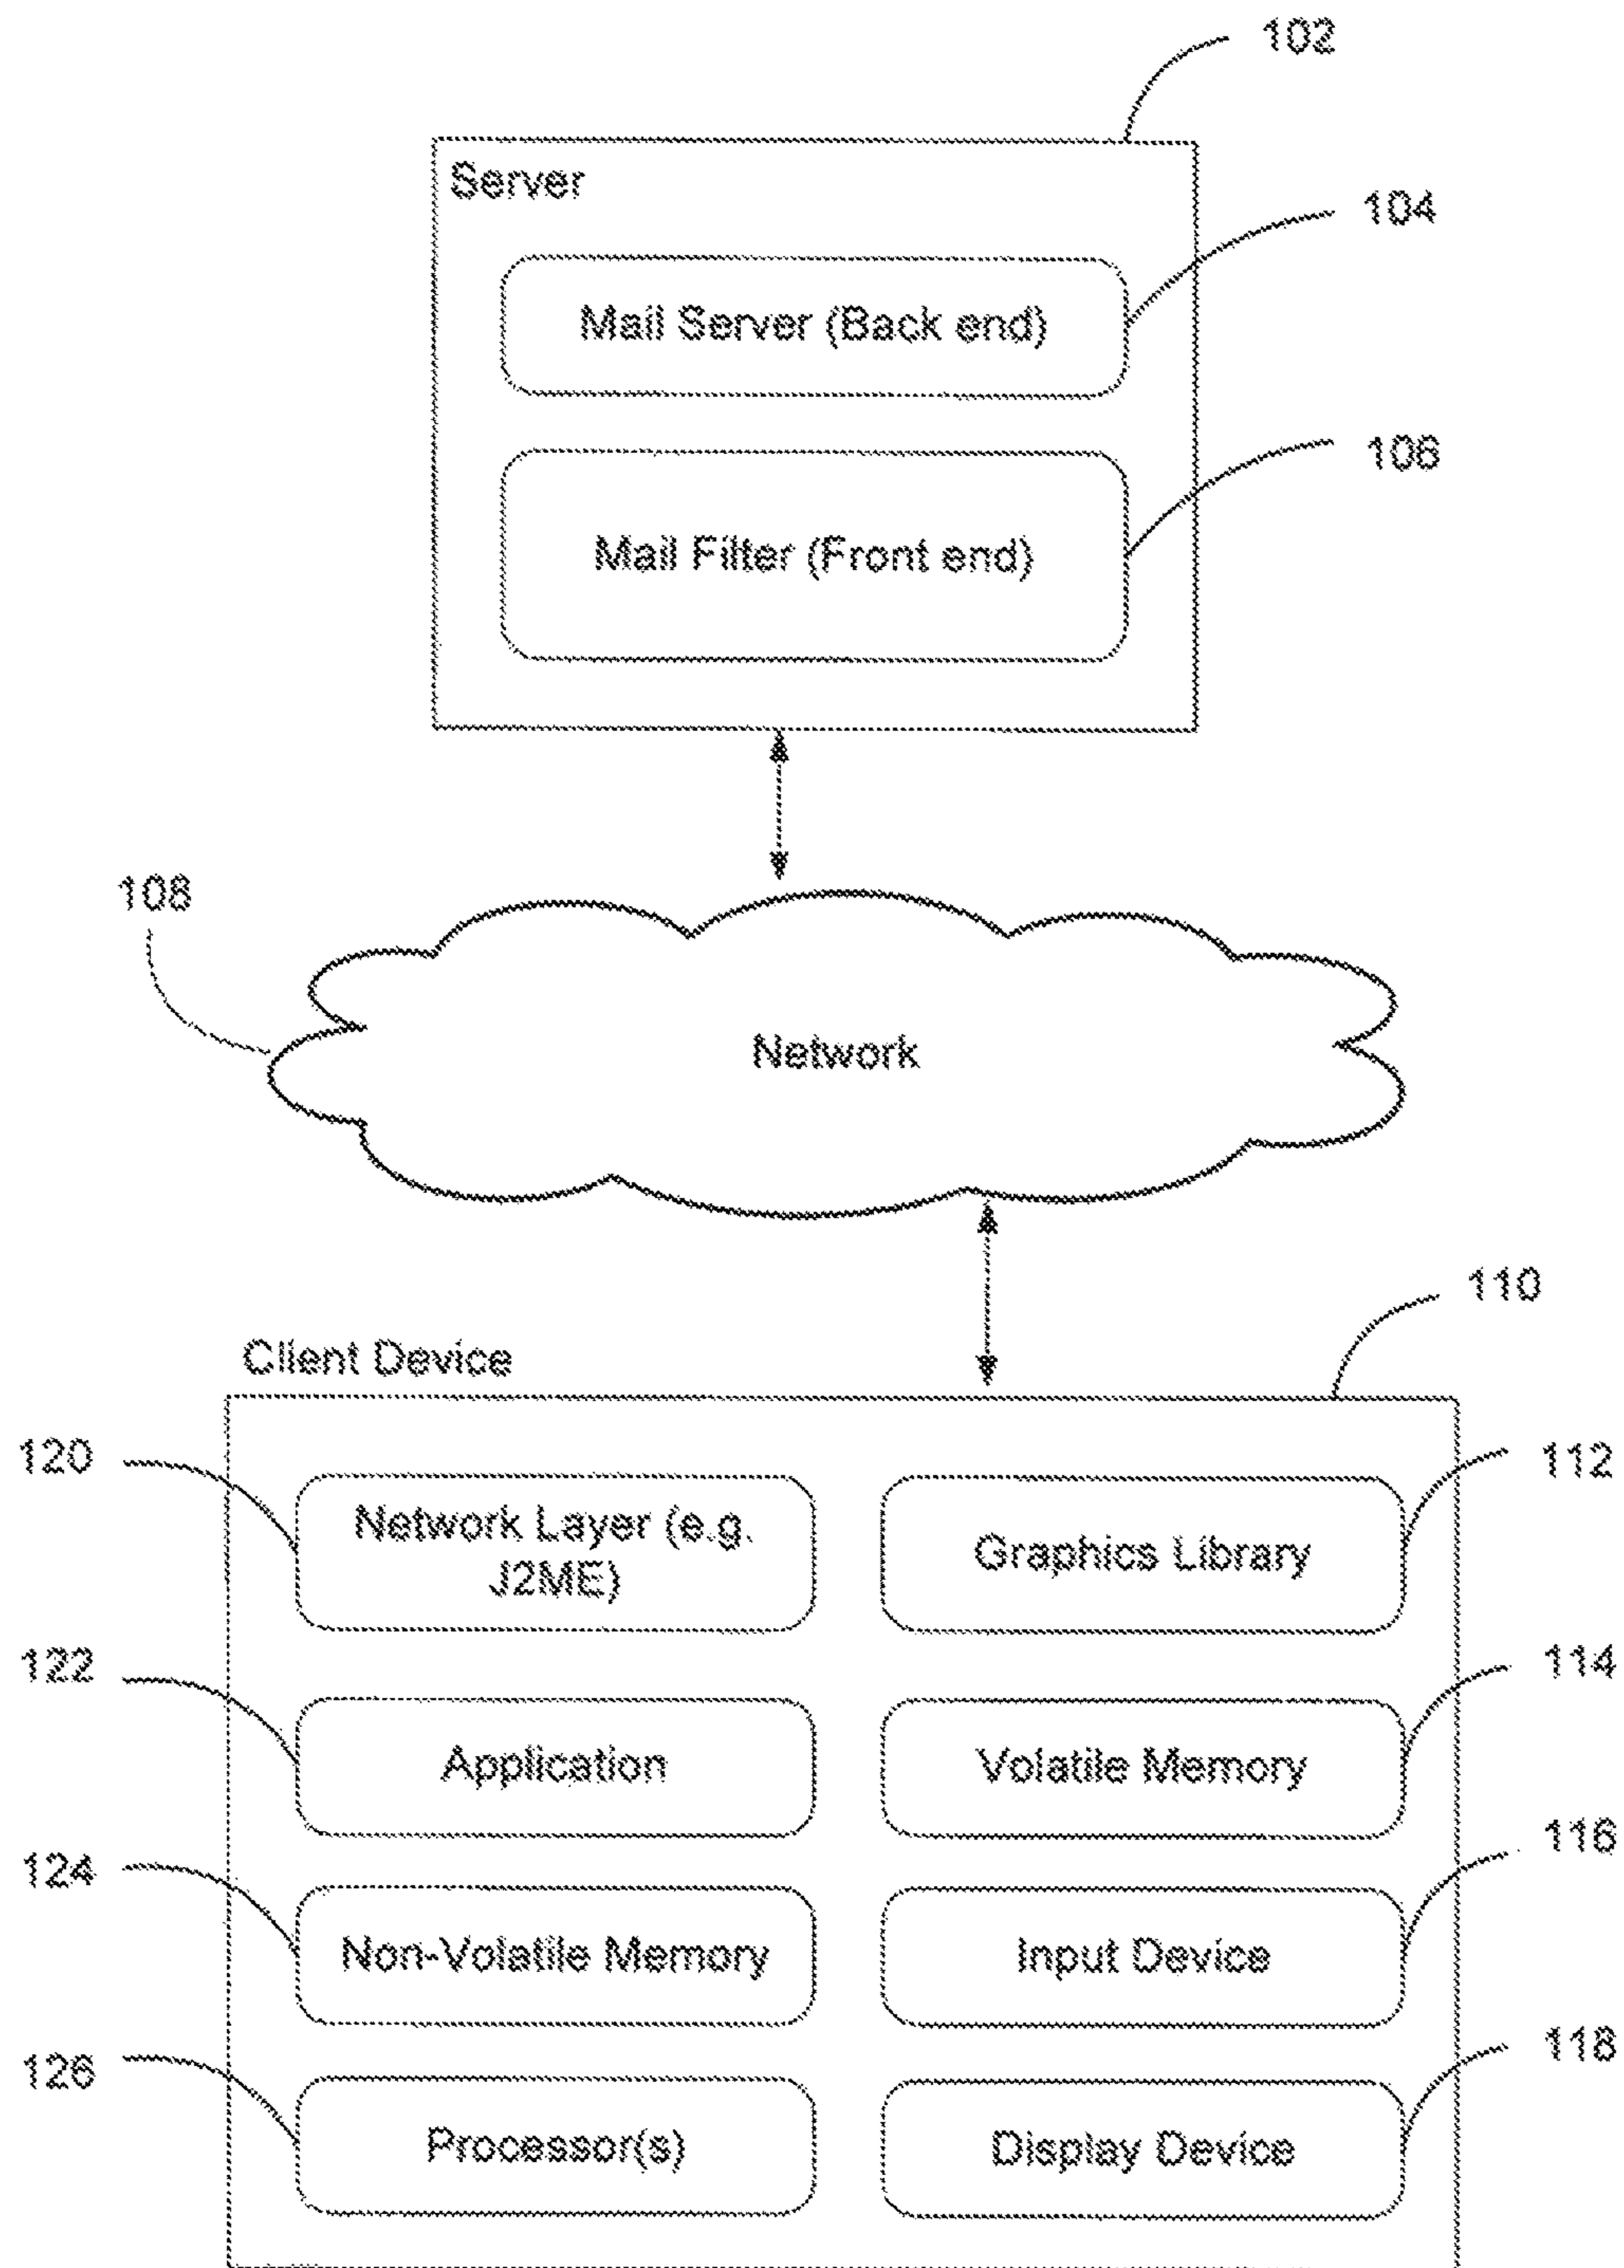 102
Server
104
Mail Server (Back end)
106
Mail Filter (Front end)
108
Network
110
Client Device
120
Network Layer (e.g.
J2ME)
112
Graphics Library
122
Application
114
Volatile Memory
124
Non-Volatile Memory
116
Input Device
126
Processor(s)
118
Display Device